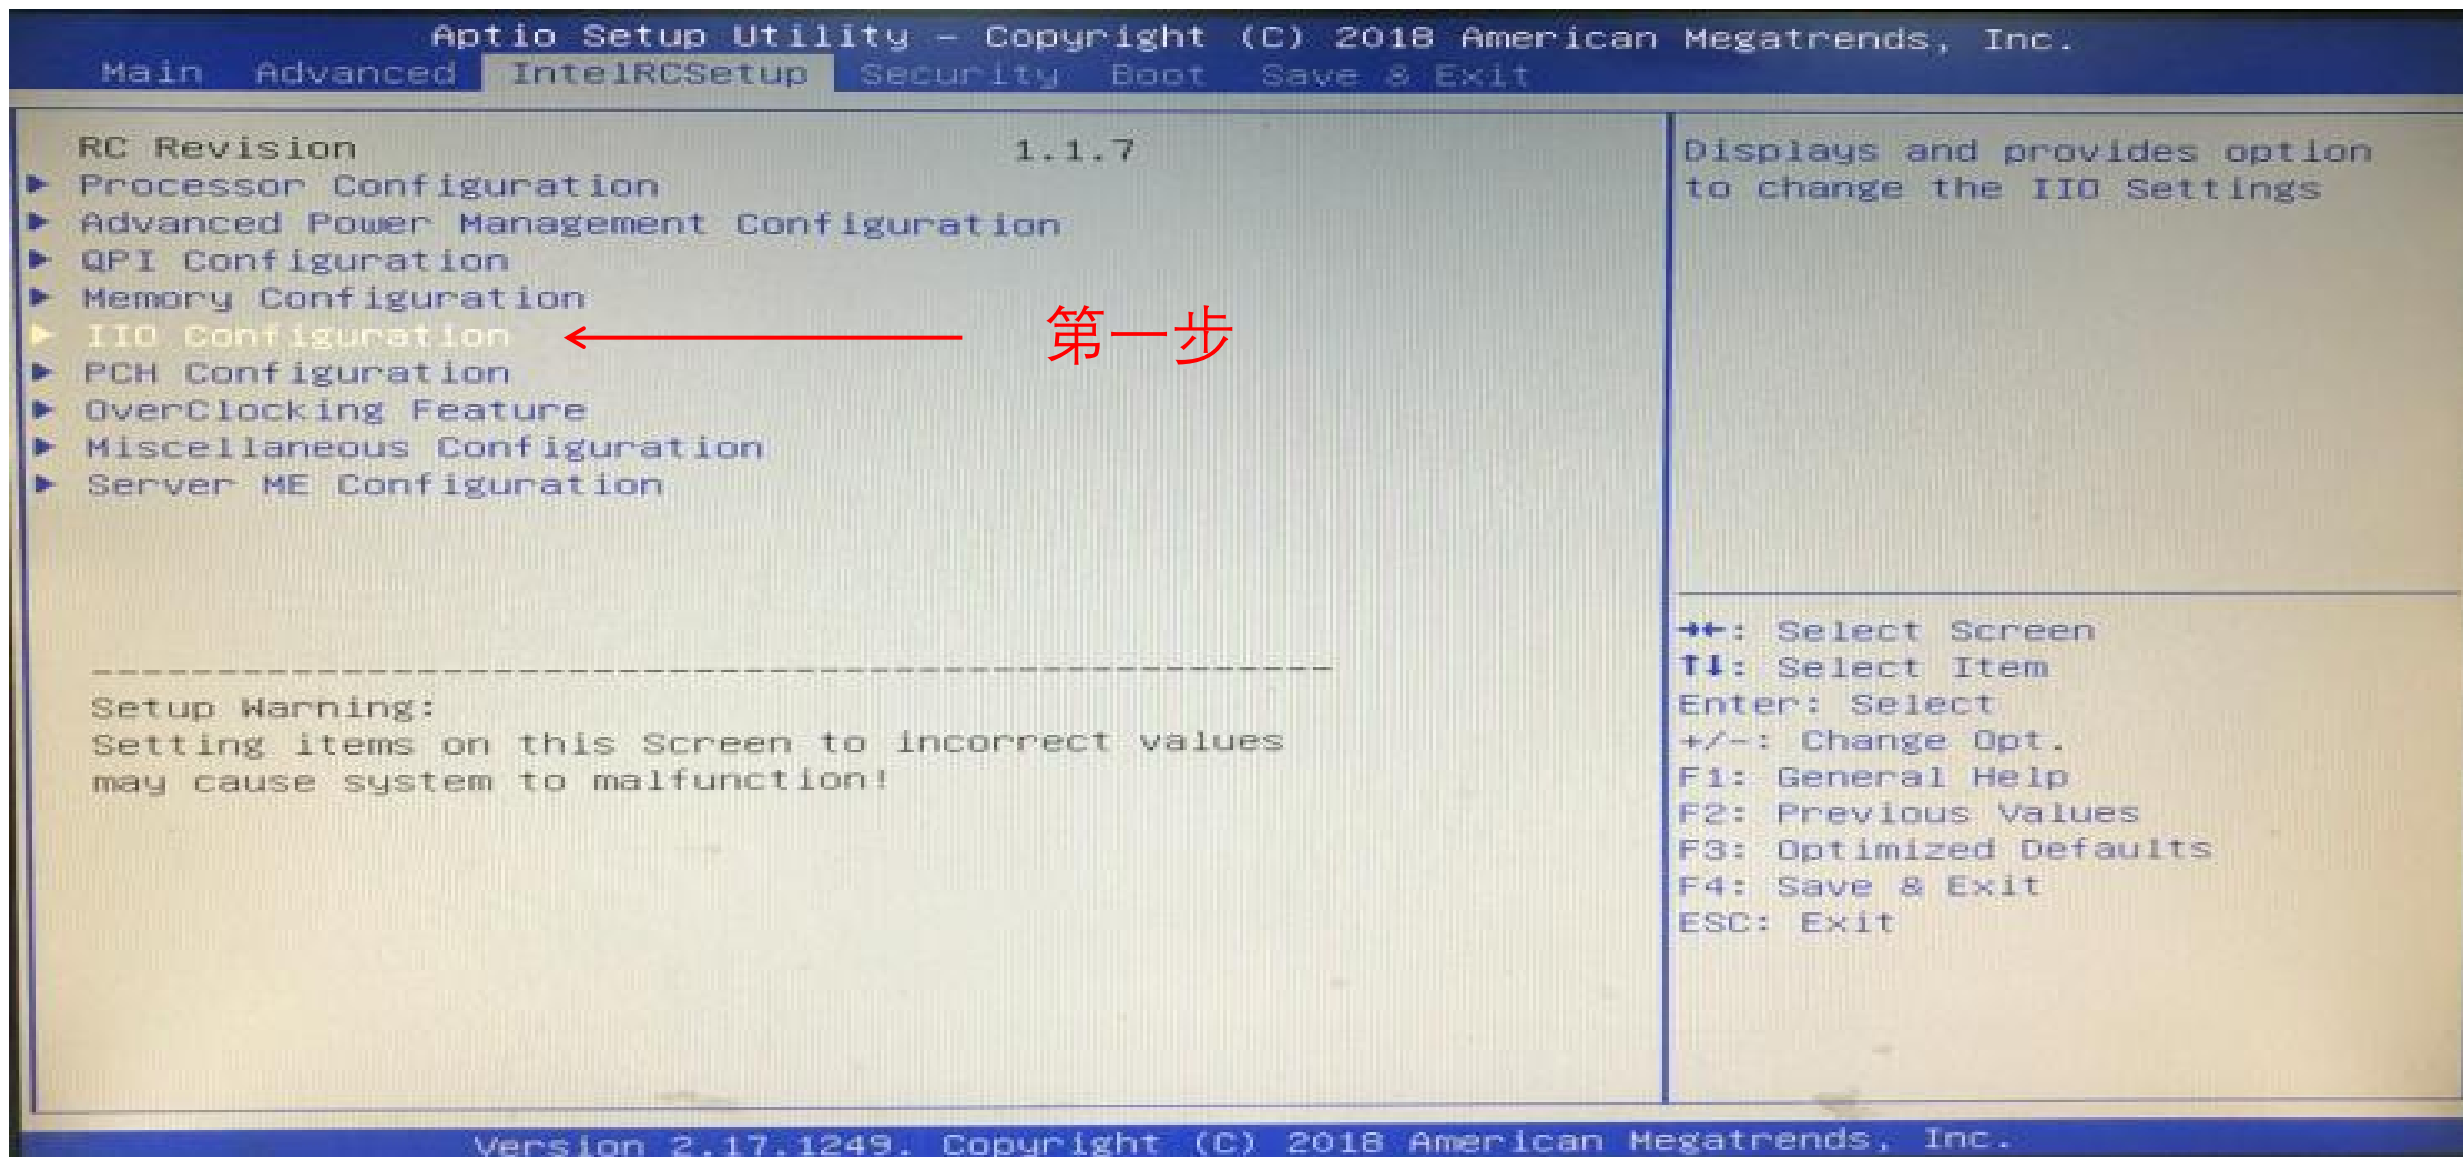 Aptio Setup Utility – Copyright (C) 2018 American Megatrends, Inc.
Main Advanced IntelRCSetup Security Boot Save & Exit
RC Revision 1.1.7
► Processor Configuration
► Advanced Power Management Configuration
► QPI Configuration
► Memory Configuration
► IIO Configuration
第一步
► PCH Configuration
► OverClocking Feature
► Miscellaneous Configuration
► Server ME Configuration
--------------------------------------------------
Setup Warning:
Setting items on this Screen to incorrect values
may cause system to malfunction!
Displays and provides option
to change the IIO Settings
→←: Select Screen
↑↓: Select Item
Enter: Select
+/-: Change Opt.
F1: General Help
F2: Previous Values
F3: Optimized Defaults
F4: Save & Exit
ESC: Exit
Version 2.17.1249. Copyright (C) 2018 American Megatrends, Inc.